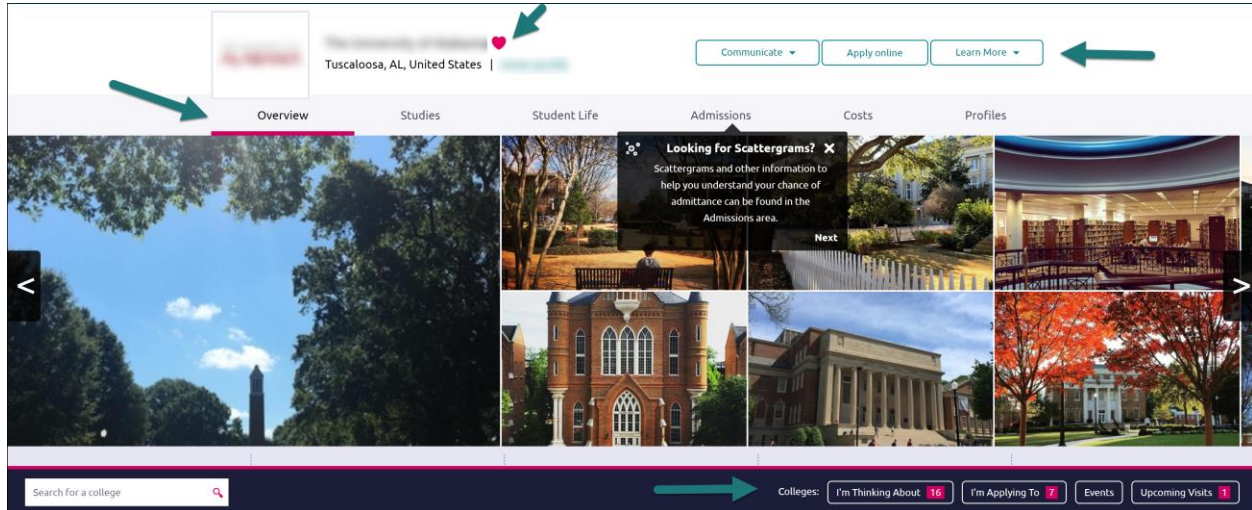 Tuscaloosa, AL, United States |
Communicate
Apply online
Learn More
Overview
Studies
Student Life
Admissions
Costs
Profiles
Looking for Scattergrams? X
Scattergrams and other information to
help you understand your chance of
admittance can be found in the
Admissions area.
Next
<
>
Search for a college
Colleges:
I'm Thinking About 16
I'm Applying To 7
Events
Upcoming Visits 1